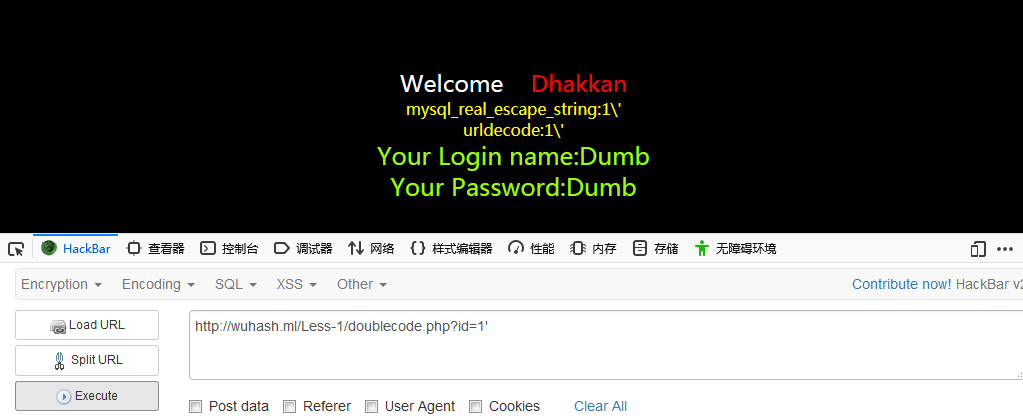 Welcome Dhakkan
mysql_real_escape_string:1\'
urldecode:1\'
Your Login name:Dumb
Your Password:Dumb
HackBar 查看器 控制台 调试器 网络 样式编辑器 性能 内存 存储 无障碍环境
Encryption Encoding SQL XSS Other Contribute now! HackBar v2
Load URL
http://wuhash.ml/Less-1/doublecode.php?id=1'
Split URL
Execute
Post data Referer User Agent Cookies Clear All